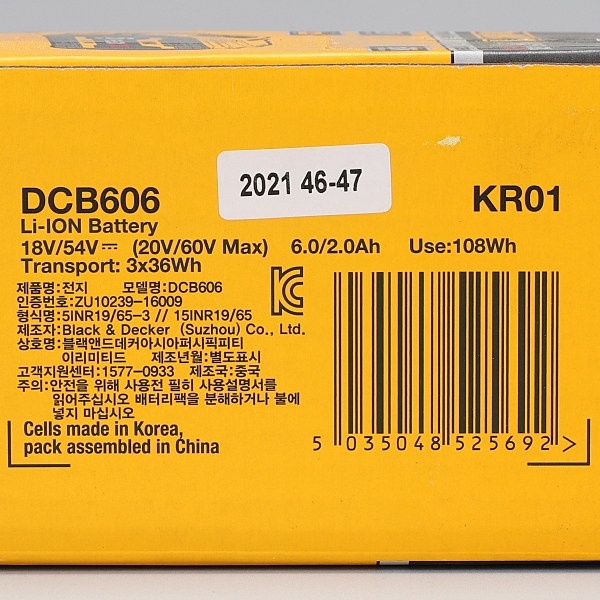 2021 46-47
DCB606
KR01
Li-ION Battery
18V/54V⎓ (20V/60V Max) 6.0/2.0Ah Use:108Wh
Transport: 3x36Wh
제품명:전지 모델명:DCB606
인증번호:ZU10239-16009
형식명:5INR19/65-3 // 15INR19/65
제조자:Black & Decker (Suzhou) Co., Ltd.
상호명:블랙앤드데커아시아퍼시픽피티
이리미티드 제조년월:별도표시
고객지원센터:1577-0933 제조국:중국
주의:안전을 위해 사용전 필히 사용설명서를
읽어주십시오 배터리팩을 분해하거나 불에
넣지 마십시오
Cells made in Korea,
pack assembled in China
5 035048 525692 >